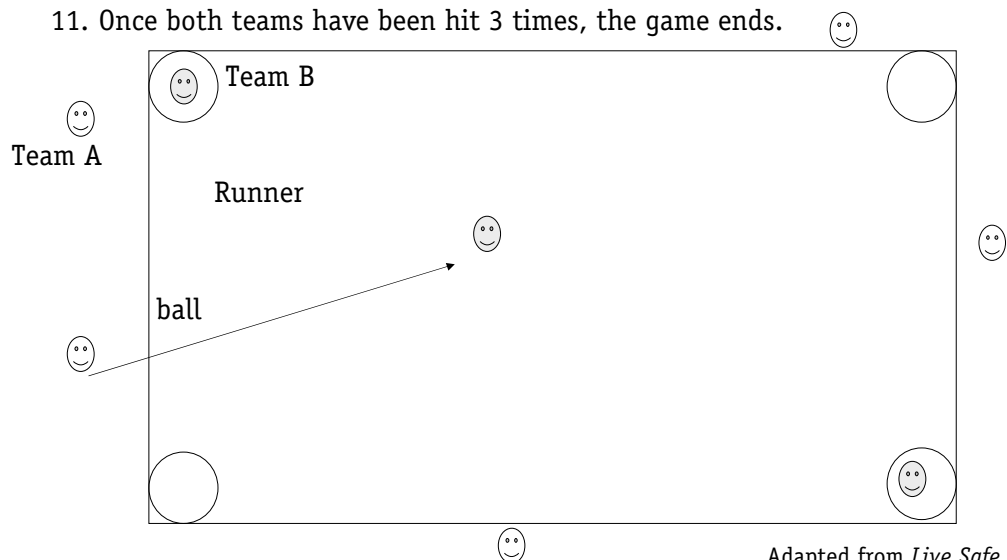 11. Once both teams have been hit 3 times, the game ends.
Team B
Team A
Runner
ball
Adapted from Live Safe